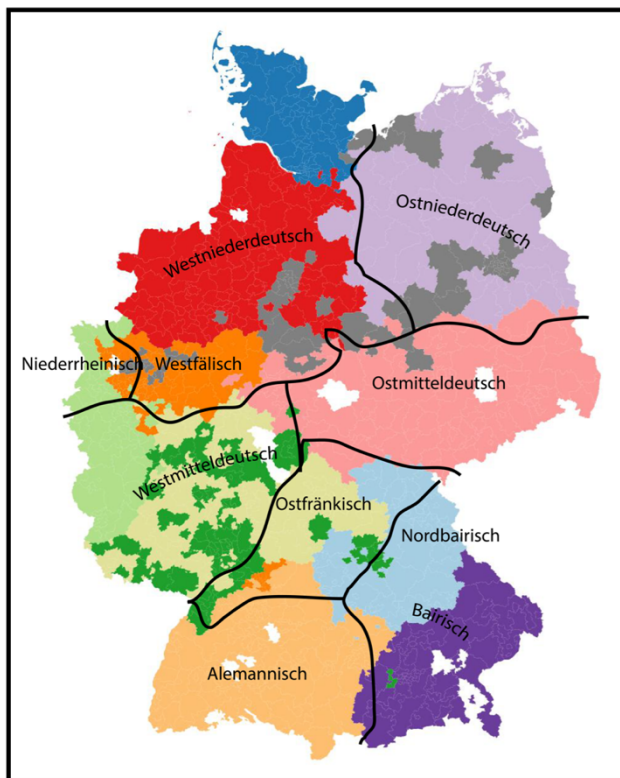 Ostniederdeutsch
Westniederdeutsch
Niederrheinisch
Westfälisch
Ostmitteldeutsch
Westmitteldeutsch
Ostfränkisch
Nordbairisch
Bairisch
Alemannisch